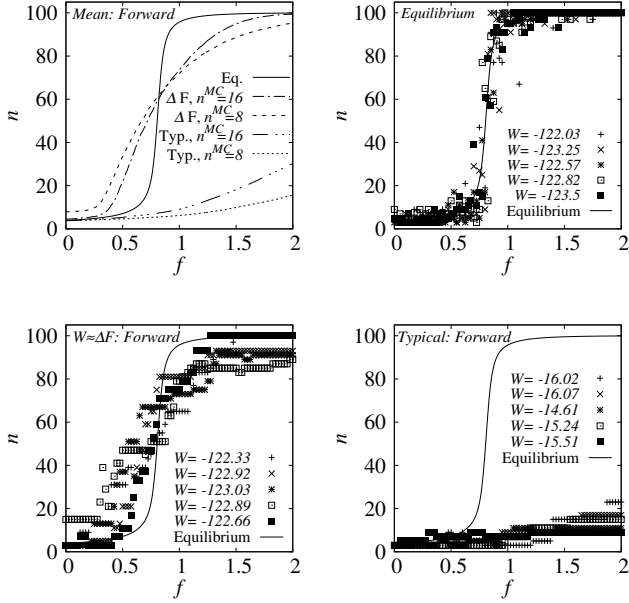 Mean: Forward
n
100
80
60
40
20
0
Eq.
Δ F, n^MC=16
Δ F, n^MC=8
Typ., n^MC=16
Typ., n^MC=8
0 0.5 1 1.5 2
f
Equilibrium
n
100
80
60
40
20
0
W= -122.03
W= -123.25
W= -122.57
W= -122.82
W= -123.5
Equilibrium
0 0.5 1 1.5 2
f
W≈ΔF: Forward
n
100
80
60
40
20
0
W= -122.33
W= -122.92
W= -123.03
W= -122.89
W= -122.66
Equilibrium
0 0.5 1 1.5 2
f
Typical: Forward
n
100
80
60
40
20
0
W= -16.02
W= -16.07
W= -14.61
W= -15.24
W= -15.51
Equilibrium
0 0.5 1 1.5 2
f